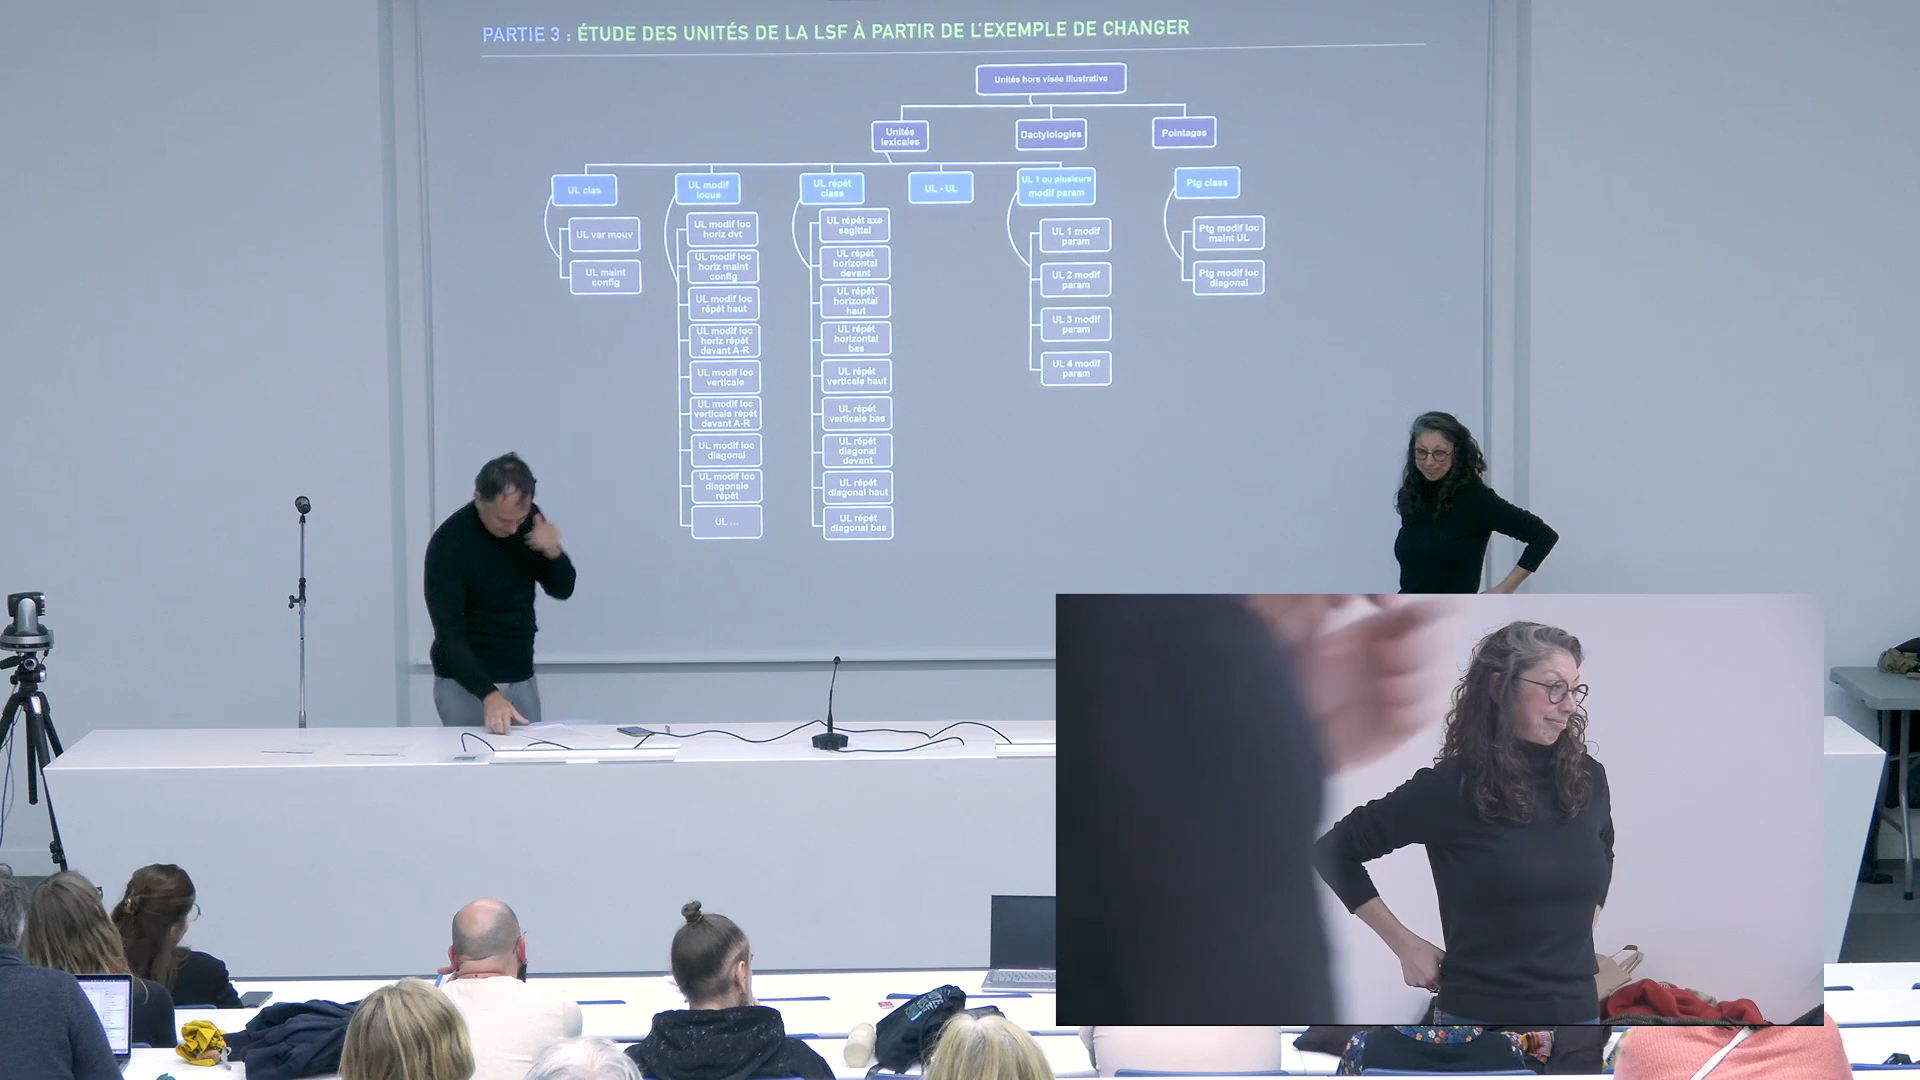 PARTIE 3 : ÉTUDE DES UNITÉS DE LA LSF À PARTIR DE L'EXEMPLE DE CHANGER
Unités hors visée illustrative
Unités
lexicales
Dactylologies
Pointages
UL clas
UL modif
locus
UL répét
class
UL - UL
UL 1 ou plusieurs
modif param
Ptg class
UL var mouv
UL maint
config
UL modif loc
horiz dvt
UL modif loc
horiz maint
config
UL modif loc
répét haut
UL modif loc
horiz répét
devant A-R
UL modif loc
verticale
UL modif loc
verticale répét
devant A-R
UL modif loc
diagonal
UL modif loc
diagonale
répét
UL ...
UL répét axe
sagittal
UL répét
horizontal
devant
UL répét
horizontal
haut
UL répét
horizontal
bas
UL répét
verticale haut
UL répét
verticale bas
UL répét
diagonal
devant
UL répét
diagonal haut
UL répét
diagonal bas
UL 1 modif
param
UL 2 modif
param
UL 3 modif
param
UL 4 modif
param
Ptg modif loc
maint UL
Ptg modif loc
diagonal